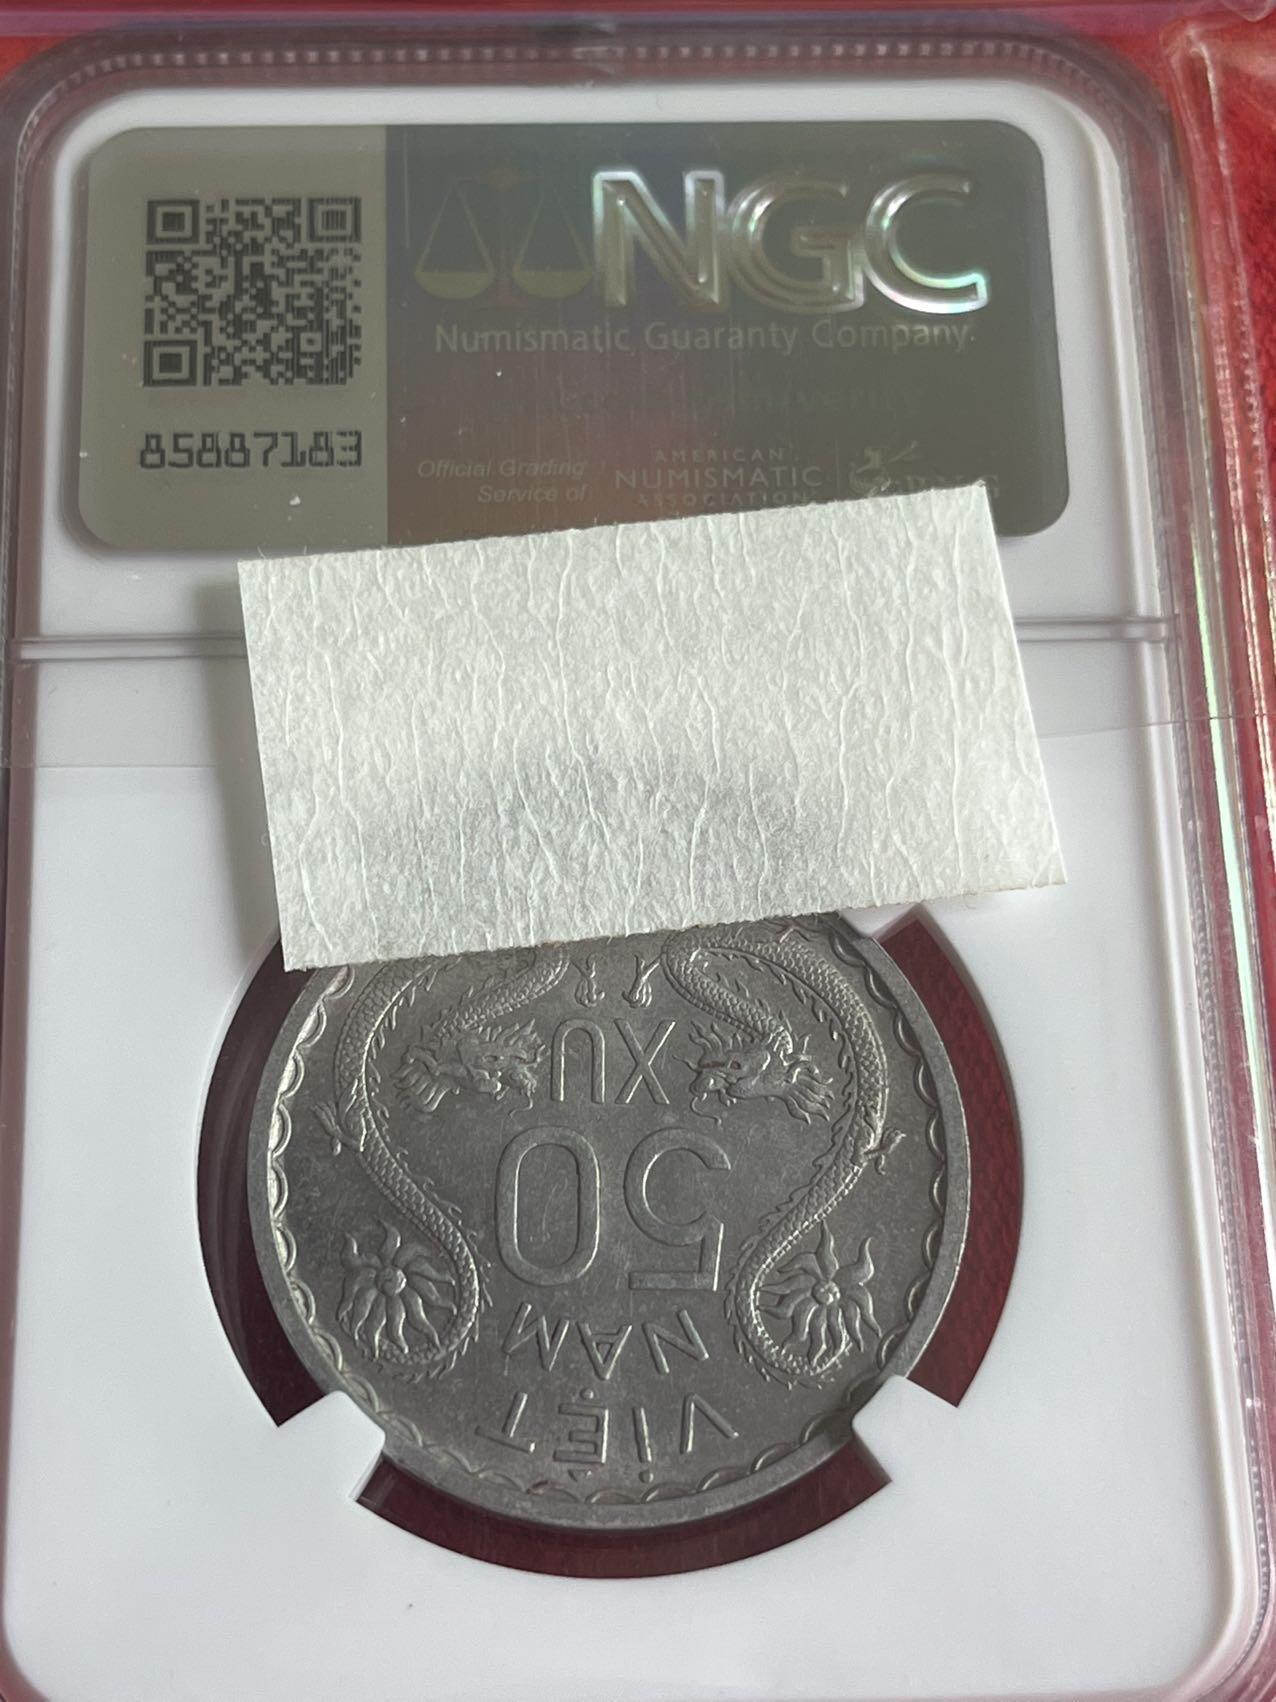 NGC
Numismatic Guaranty Company
85887183
Official Grading
Service of
AMERICAN
NUMISMATIC
ASSOCIATION
XU
50
NAM
VIỆT